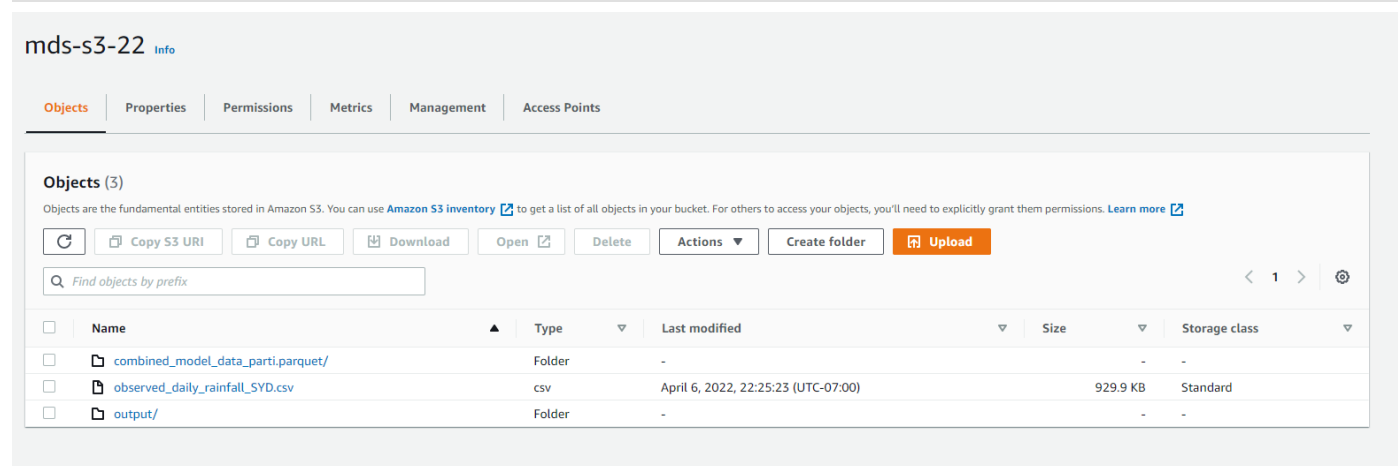 mds-s3-22 Info
Objects Properties Permissions Metrics Management Access Points
Objects (3)
Objects are the fundamental entities stored in Amazon S3. You can use Amazon S3 inventory to get a list of all objects in your bucket. For others to access your objects, you'll need to explicitly grant them permissions. Learn more
Copy S3 URI Copy URL Download Open Delete Actions Create folder Upload
Find objects by prefix 1
Name Type Last modified Size Storage class
combined_model_data_parti.parquet/ Folder - - -
observed_daily_rainfall_SYD.csv csv April 6, 2022, 22:25:23 (UTC-07:00) 929.9 KB Standard
output/ Folder - - -